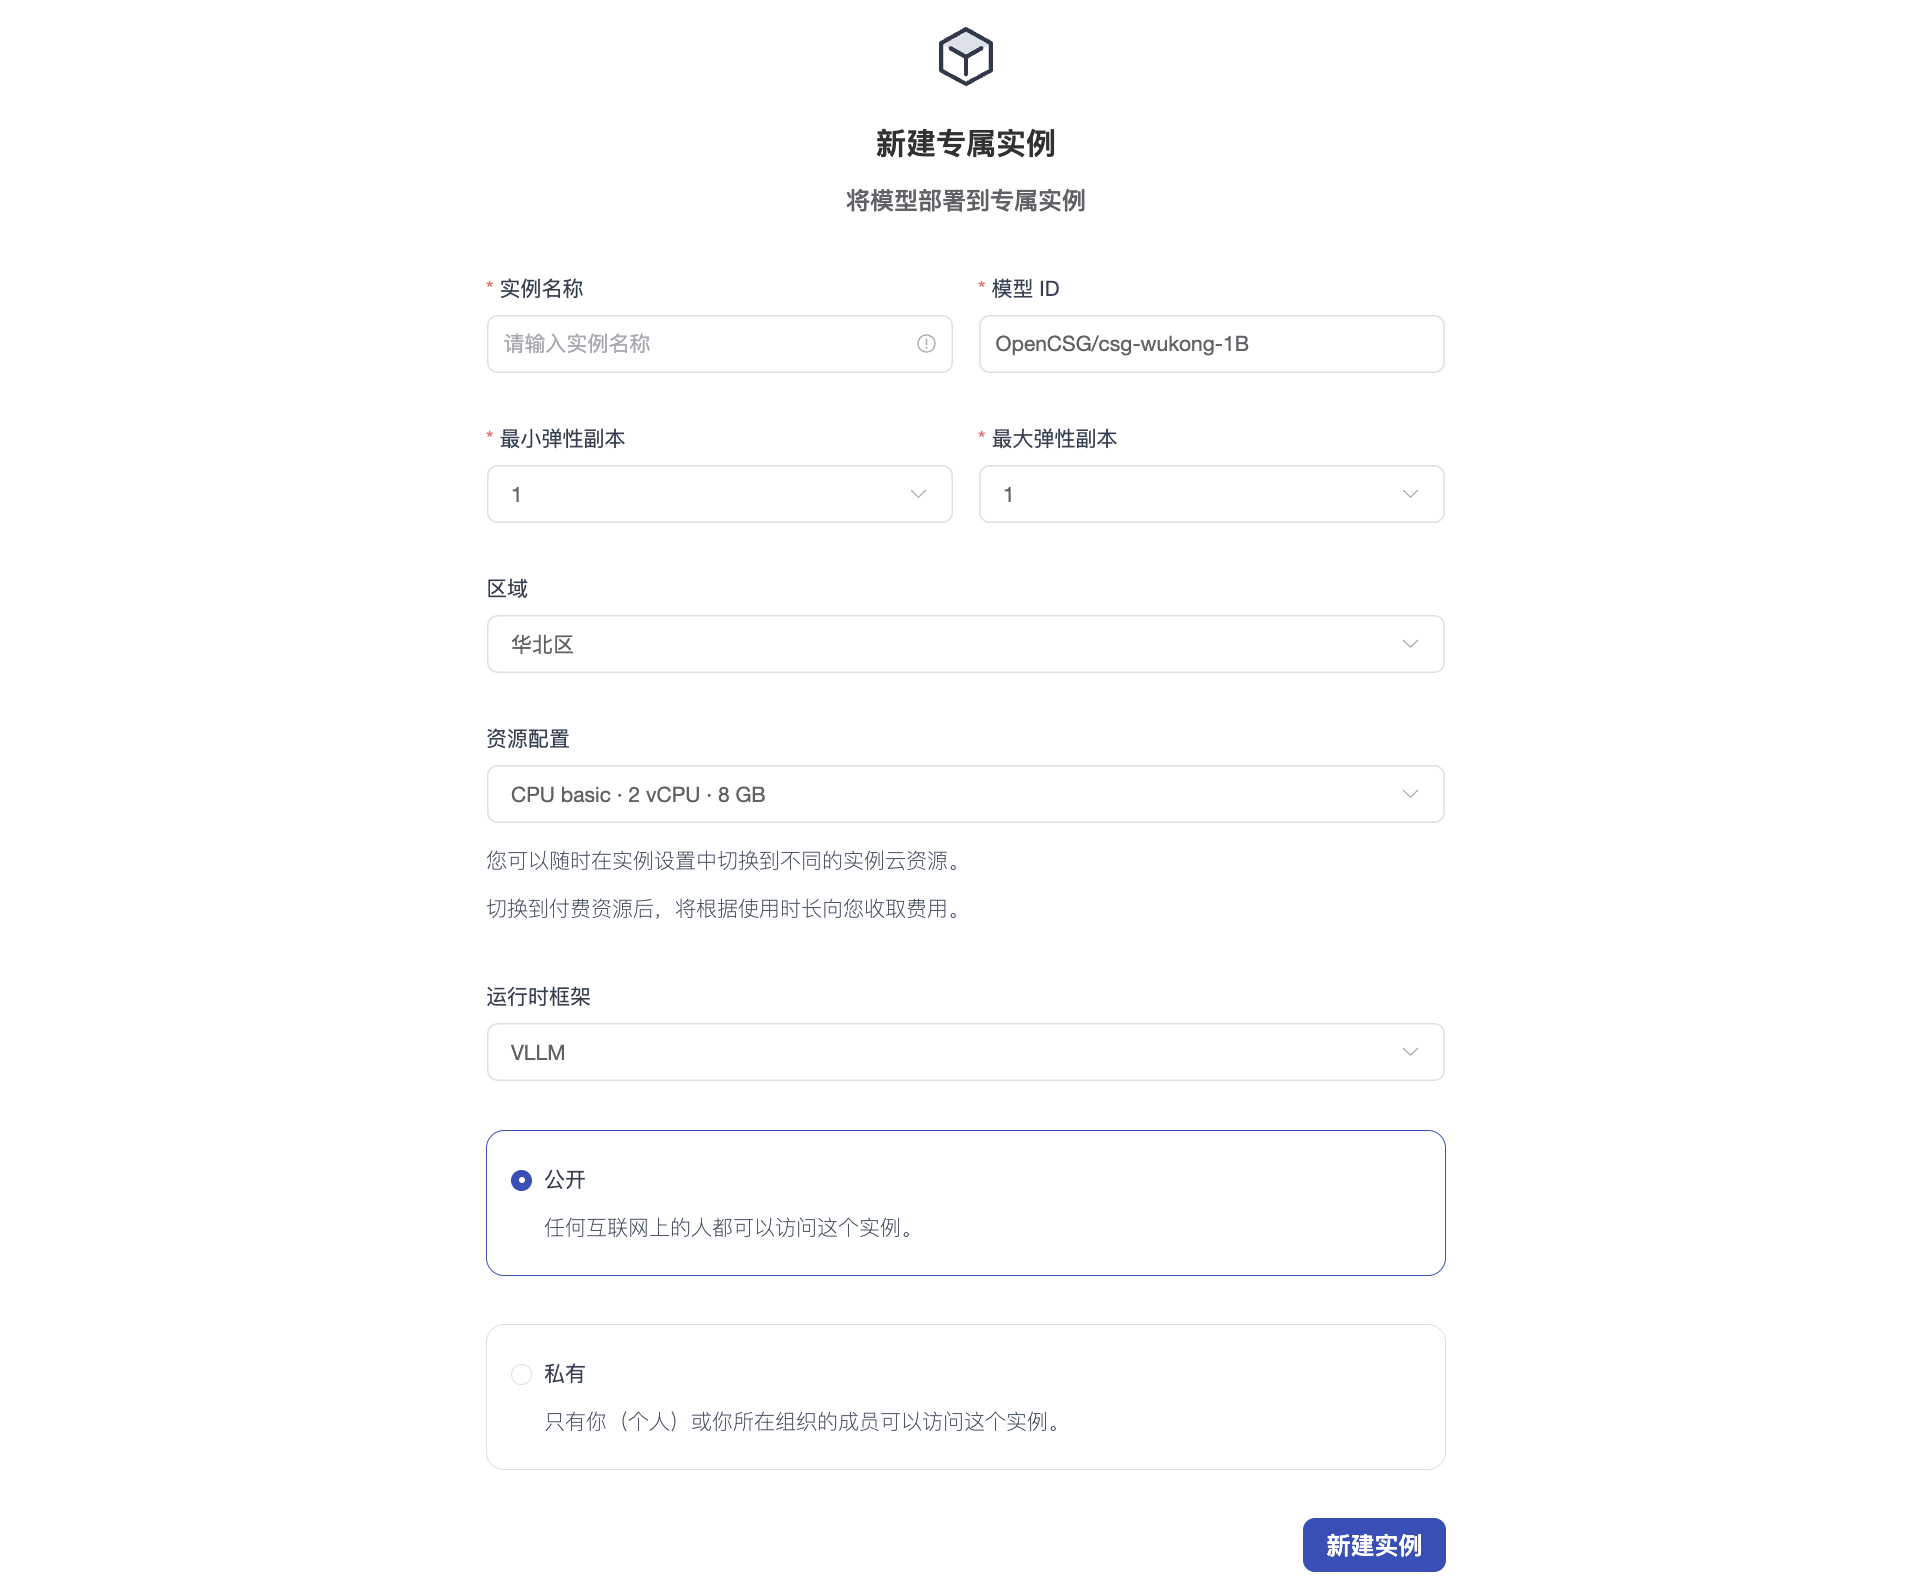 新建专属实例
将模型部署到专属实例
* 实例名称
* 模型 ID
请输入实例名称
OpenCSG/csg-wukong-1B
* 最小弹性副本
* 最大弹性副本
1
1
区域
华北区
资源配置
CPU basic · 2 vCPU · 8 GB
您可以随时在实例设置中切换到不同的实例云资源。
切换到付费资源后，将根据使用时长向您收取费用。
运行时框架
VLLM
公开
任何互联网上的人都可以访问这个实例。
私有
只有你（个人）或你所在组织的成员可以访问这个实例。
新建实例